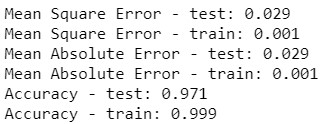 Mean Square Error - test: 0.029
Mean Square Error - train: 0.001
Mean Absolute Error - test: 0.029
Mean Absolute Error - train: 0.001
Accuracy - test: 0.971
Accuracy - train: 0.999